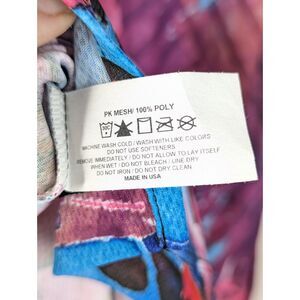 PK MESH/ 100% POLY
30C
MACHINE WASH COLD / WASH WITH LIKE COLORS
DO NOT USE SOFTENERS
REMOVE IMMEDIATELY / DO NOT ALLOW TO LAY ITSELF
WHEN WET / DO NOT BLEACH / LINE DRY
DO NOT IRON / DO NOT DRY CLEAN
MADE IN USA